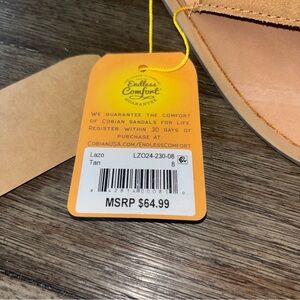 Endless
Comfort
GUARANTEE
WE GUARANTEE THE COMFORT
OF COBIAN SANDALS FOR LIFE
REGISTER WITHIN 30 DAYS OF
PURCHASE AT:
COBIANUSA.COM/ENDLESSCOMFORT
Lazo LZO24-230-08
Tan 8
MSRP $64.99